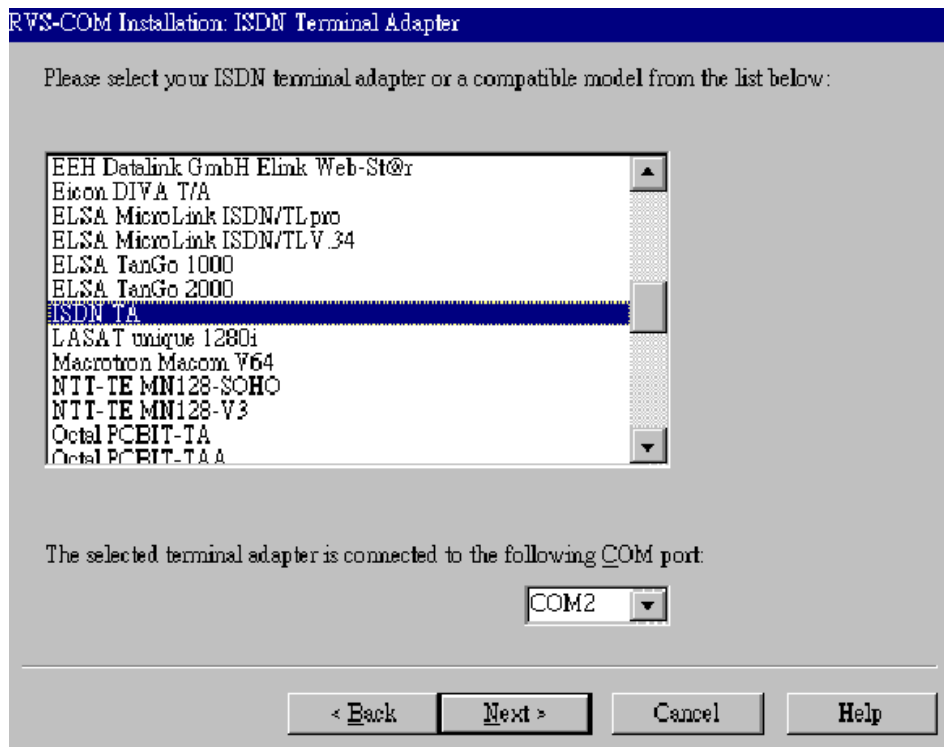 RVS-COM Installation: ISDN Terminal Adapter
Please select your ISDN terminal adapter or a compatible model from the list below:
EEH Datalink GmbH Elink Web-St@r
Eicon DIVA T/A
ELSA MicroLink ISDN/TLpro
ELSA MicroLink ISDN/TLV.34
ELSA TanGo 1000
ELSA TanGo 2000
ISDN TA
LASAT unique 1280i
Macrotron Macom V64
NTT-TE MN128-SOHO
NTT-TE MN128-V3
Octal PCBIT-TA
Octal PCBIT-TAA
The selected terminal adapter is connected to the following COM port:
COM2
< Back Next > Cancel Help